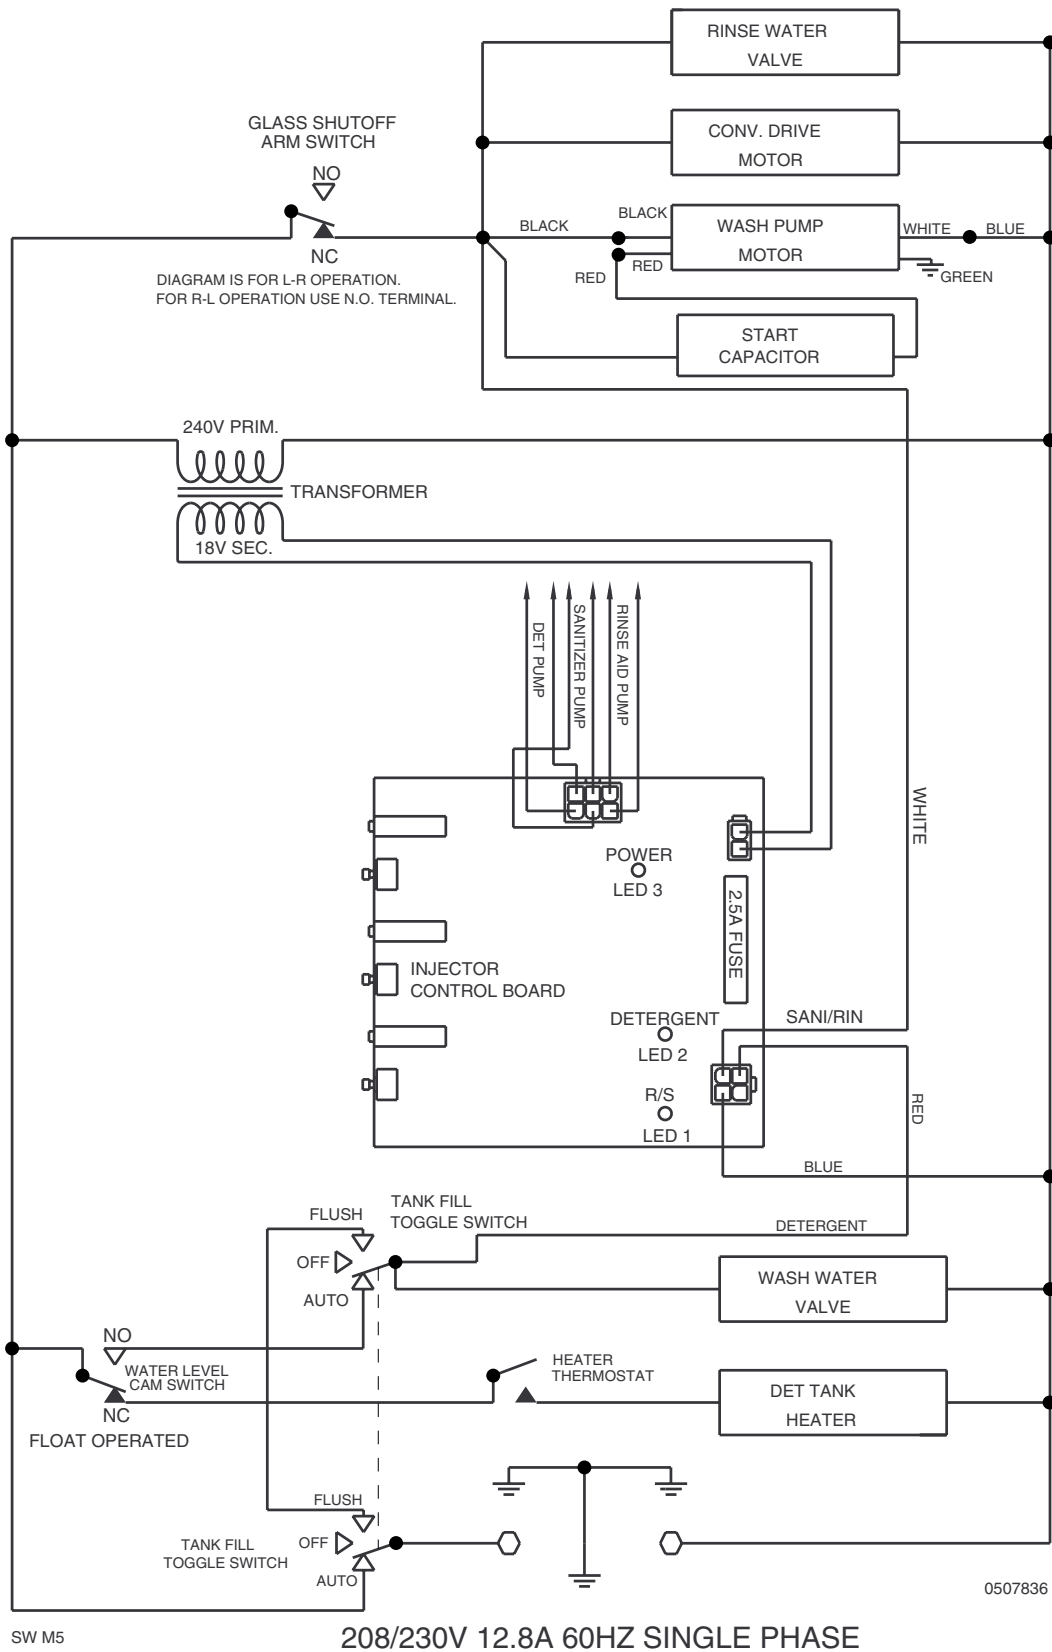 RINSE WATER
VALVE
GLASS SHUTOFF
ARM SWITCH
CONV. DRIVE
MOTOR
NO
BLACK
BLACK
WASH PUMP
MOTOR
WHITE
BLUE
NC
RED
RED
GREEN
DIAGRAM IS FOR L-R OPERATION.
FOR R-L OPERATION USE N.O. TERMINAL.
START
CAPACITOR
240V PRIM.
TRANSFORMER
18V SEC.
DET PUMP
SANITIZER PUMP
RINSE AID PUMP
WHITE
POWER
LED 3
2.5A FUSE
INJECTOR
CONTROL BOARD
DETERGENT
LED 2
SANI/RIN
R/S
LED 1
RED
BLUE
FLUSH
TANK FILL
TOGGLE SWITCH
DETERGENT
OFF
AUTO
WASH WATER
VALVE
NO
WATER LEVEL
CAM SWITCH
HEATER
THERMOSTAT
NC
DET TANK
HEATER
FLOAT OPERATED
FLUSH
OFF
TANK FILL
TOGGLE SWITCH
AUTO
0507836
SW M5
208/230V 12.8A 60HZ SINGLE PHASE